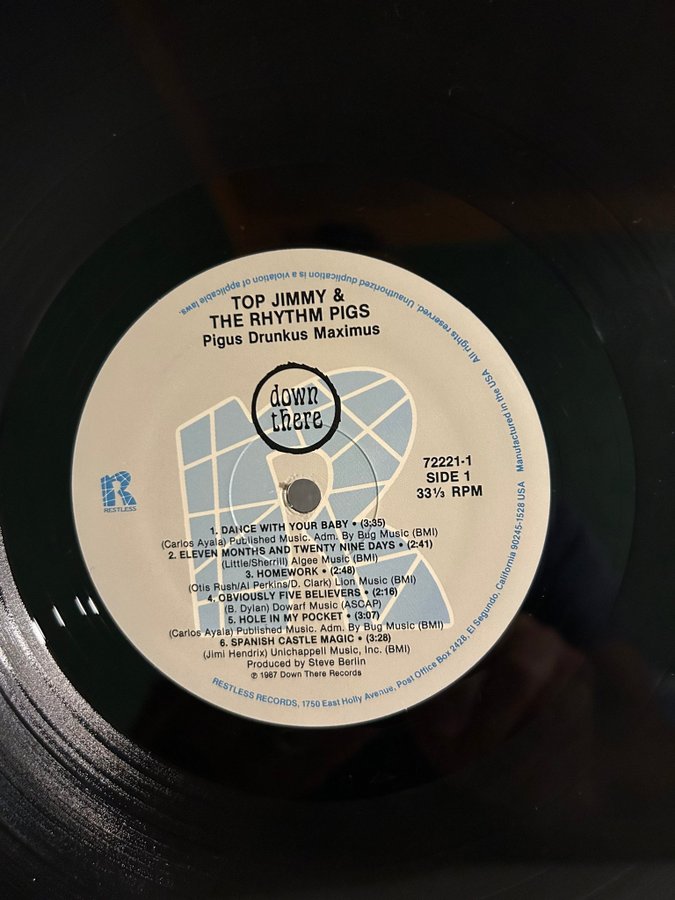 TOP JIMMY &
THE RHYTHM PIGS
Pigus Drunkus Maximus
down
there
72221-1
SIDE 1
33⅓ RPM
R
RESTLESS
1. DANCE WITH YOUR BABY • (3:35)
(Carlos Ayala) Published Music. Adm. By Bug Music (BMI)
2. ELEVEN MONTHS AND TWENTY NINE DAYS • (2:41)
(Little/Sherrill) Algee Music (BMI)
3. HOMEWORK • (2:48)
(Otis Rush/Al Perkins/D. Clark) Lion Music (BMI)
4. OBVIOUSLY FIVE BELIEVERS • (2:16)
(B. Dylan) Dowarf Music (ASCAP)
5. HOLE IN MY POCKET • (3:07)
(Carlos Ayala) Published Music. Adm. By Bug Music (BMI)
6. SPANISH CASTLE MAGIC • (3:28)
(Jimi Hendrix) Unichappell Music, Inc. (BMI)
Produced by Steve Berlin
℗ 1987 Down There Records
RESTLESS RECORDS, 1750 East Holly Avenue, Post Office Box 2428, El Segundo, California 90245-1528 USA Manufactured in the USA All rights reserved. Unauthorized duplication is a violation of applicable laws.